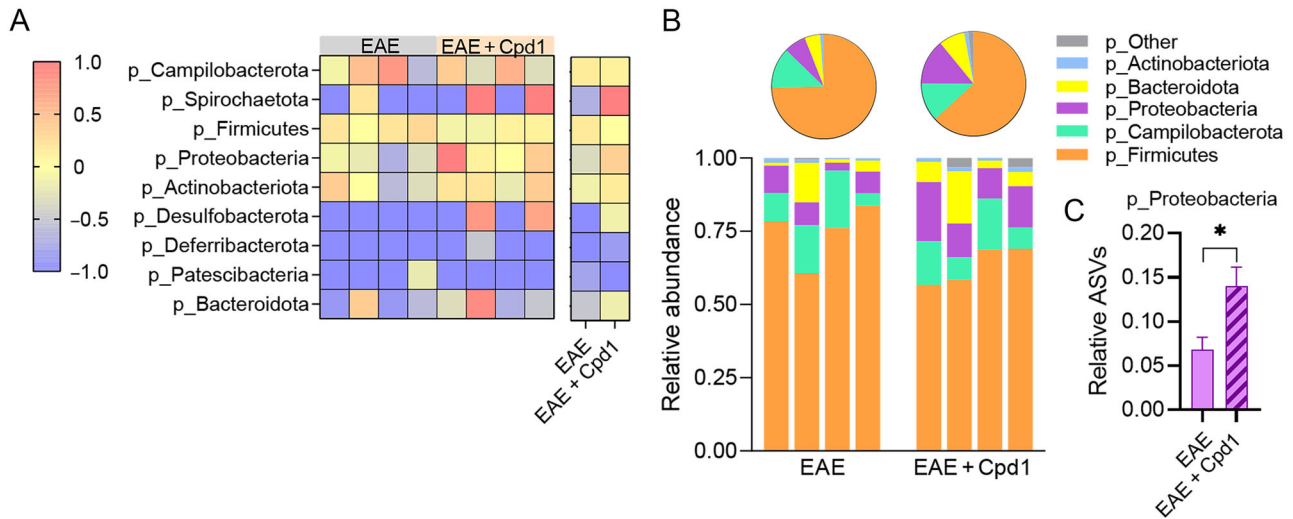 A
EAE
EAE + Cpd1
1.0
0.5
0
−0.5
−1.0
p_Campilobacterota
p_Spirochaetota
p_Firmicutes
p_Proteobacteria
p_Actinobacteriota
p_Desulfobacterota
p_Deferribacterota
p_Patescibacteria
p_Bacteroidota
EAE
EAE + Cpd1
B
p_Other
p_Actinobacteriota
p_Bacteroidota
p_Proteobacteria
p_Campilobacterota
p_Firmicutes
Relative abundance
1.00
0.75
0.50
0.25
0.00
EAE
EAE + Cpd1
C
p_Proteobacteria
*
Relative ASVs
0.20
0.15
0.10
0.05
0.00
EAE
EAE + Cpd1